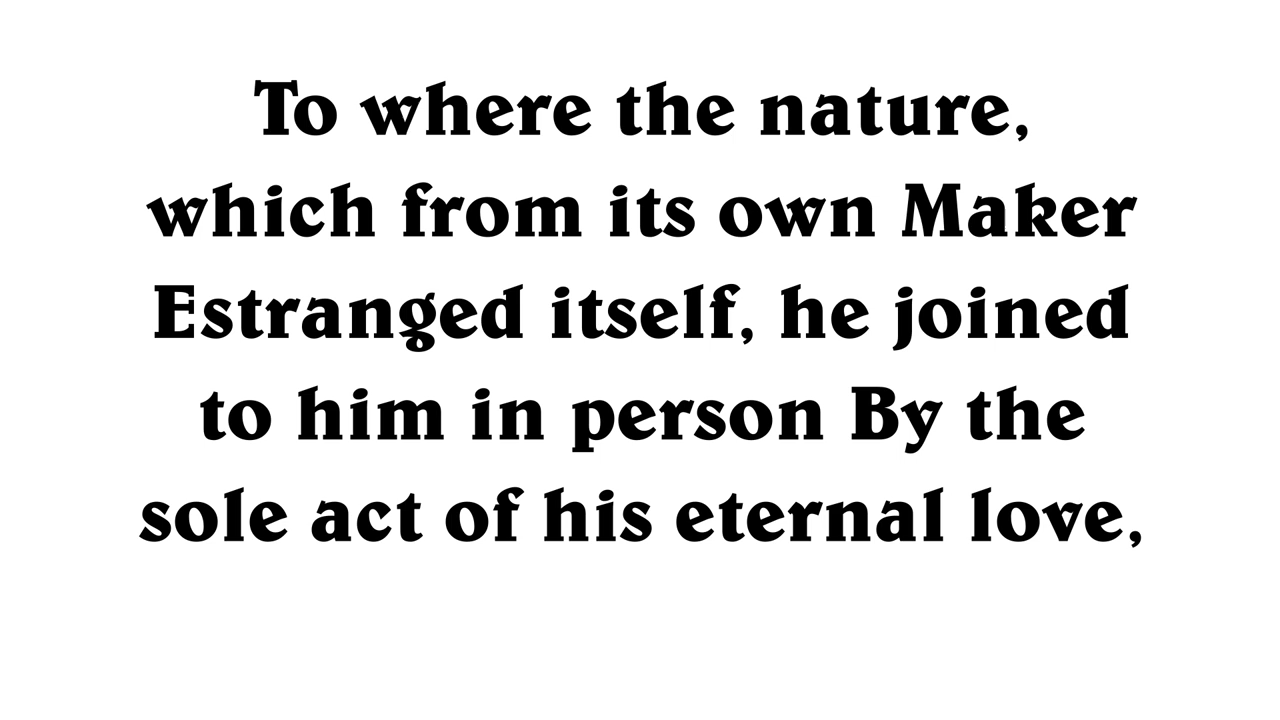 To where the nature,
which from its own Maker
Estranged itself, he joined
to him in person By the
sole act of his eternal love,